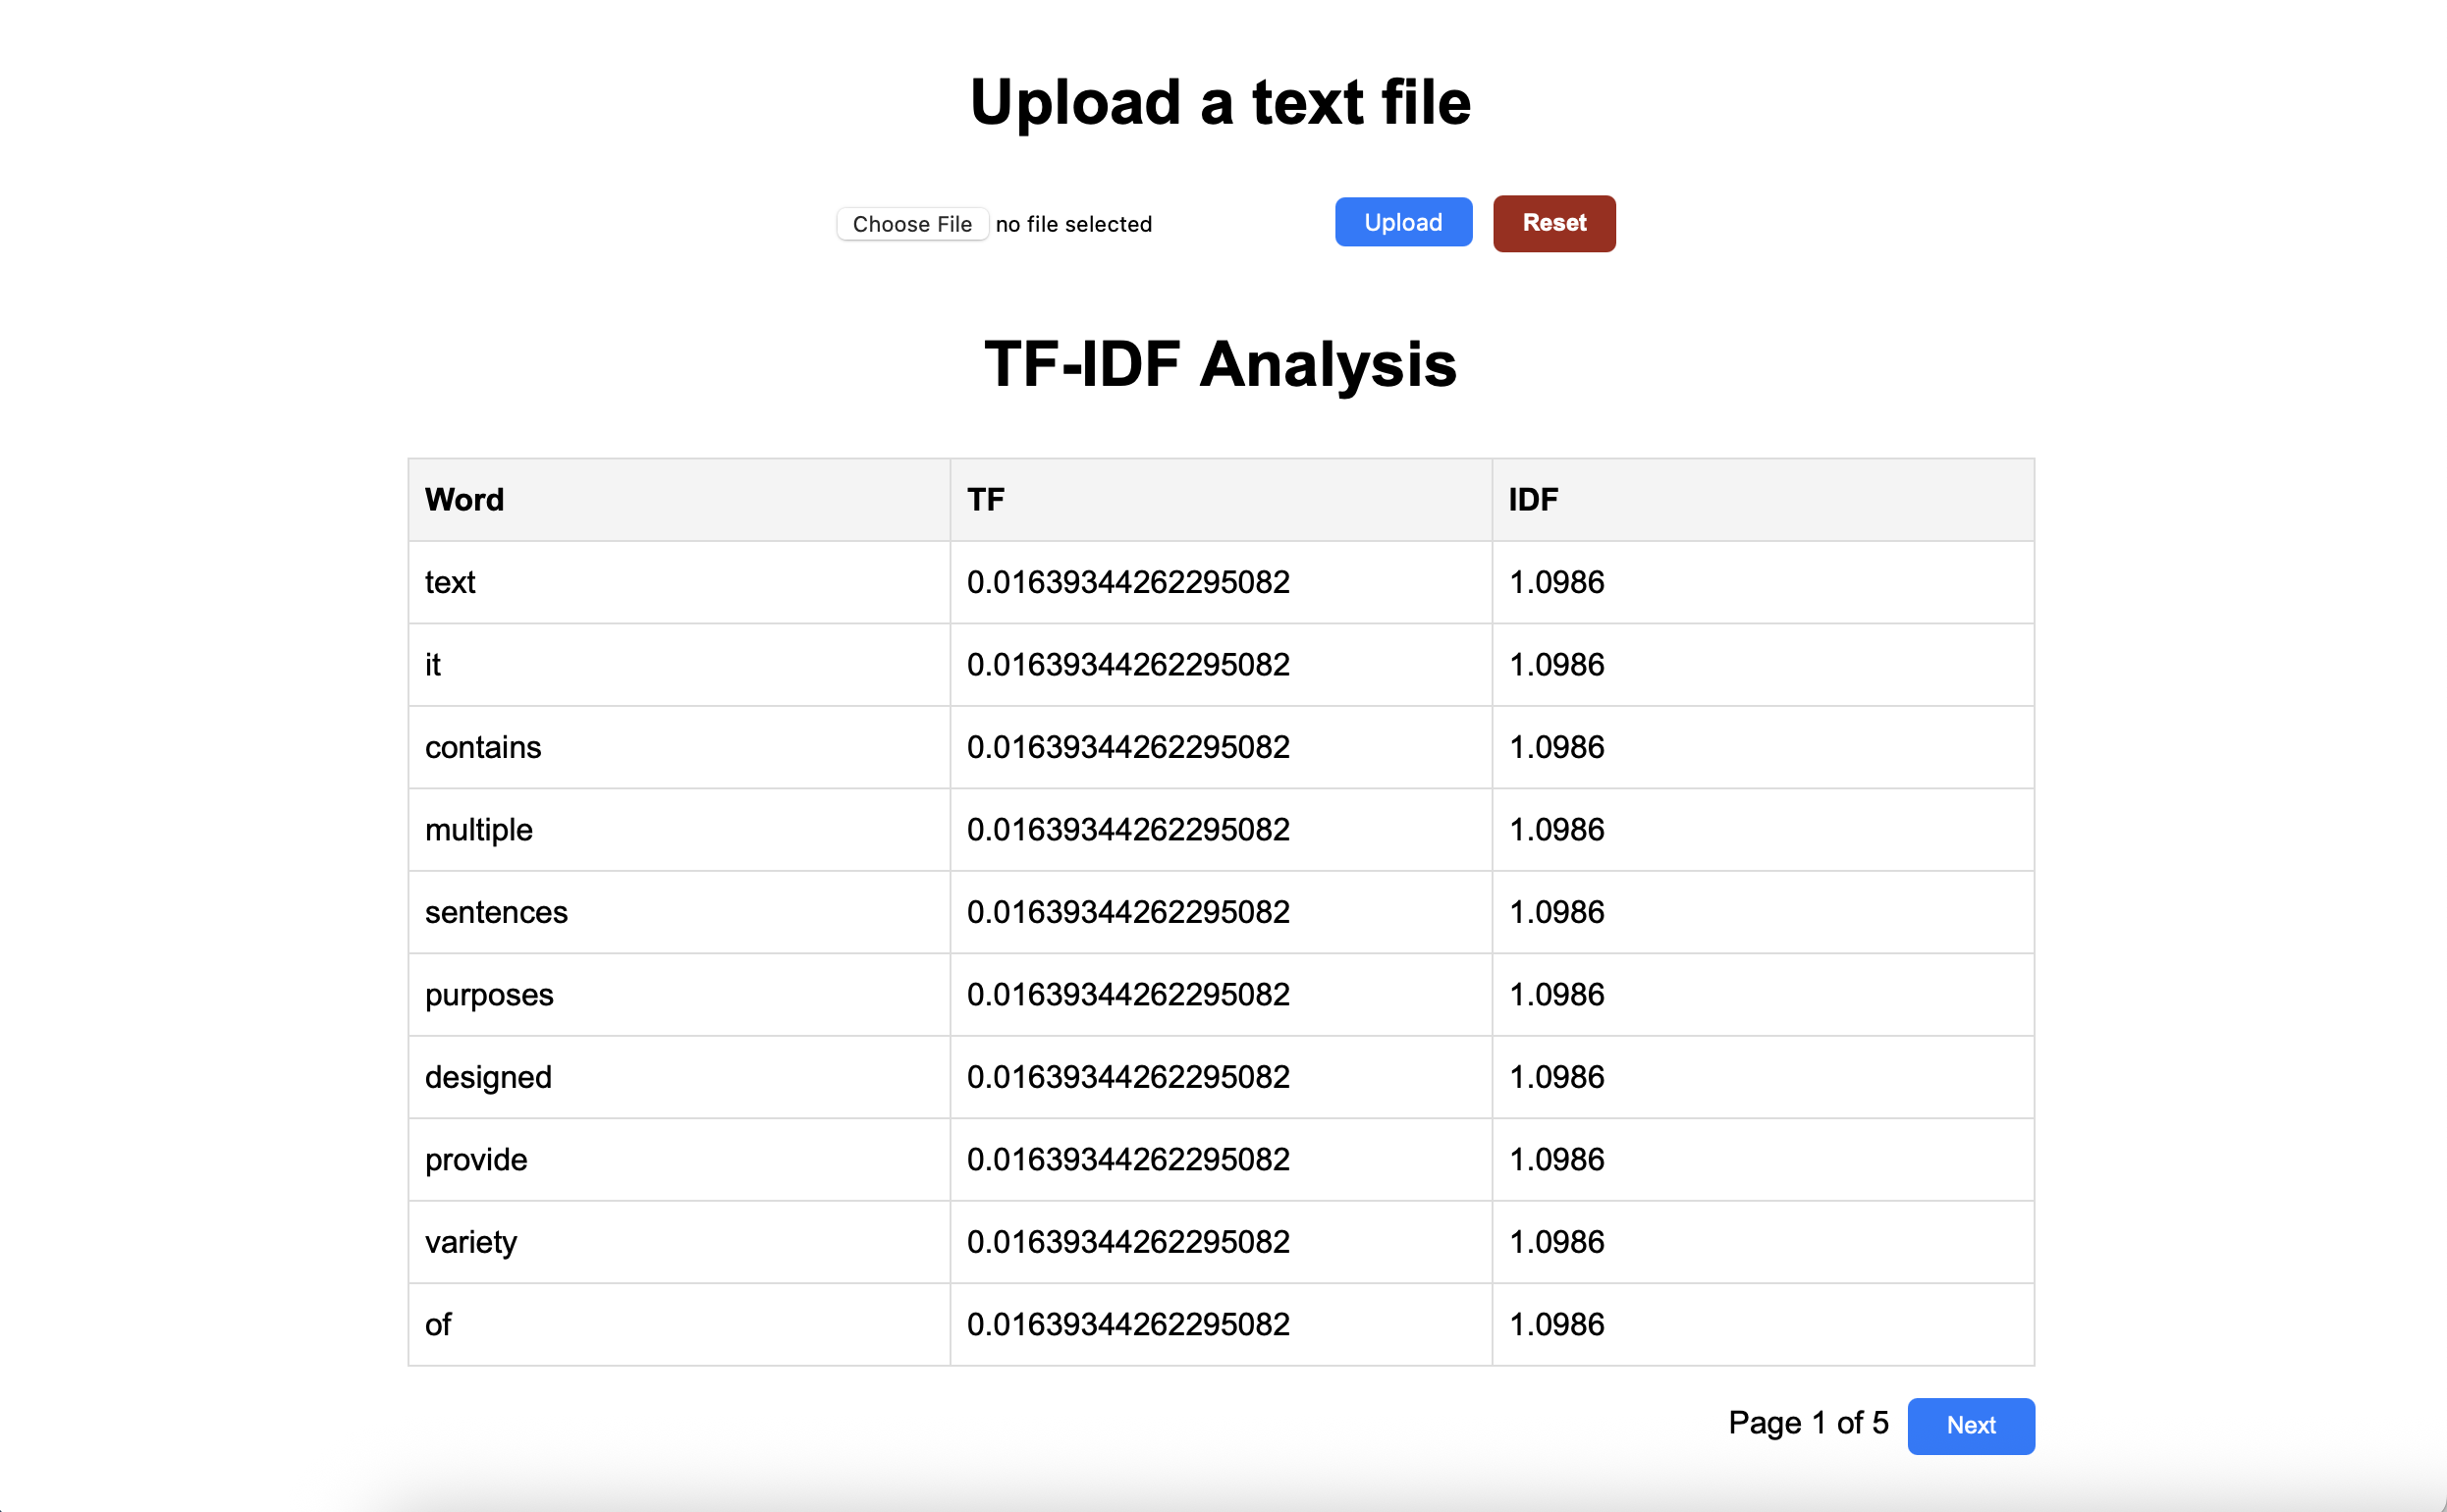 Upload a text file
Choose File no file selected Upload Reset
TF-IDF Analysis
Word TF IDF
text 0.01639344262295082 1.0986
it 0.01639344262295082 1.0986
contains 0.01639344262295082 1.0986
multiple 0.01639344262295082 1.0986
sentences 0.01639344262295082 1.0986
purposes 0.01639344262295082 1.0986
designed 0.01639344262295082 1.0986
provide 0.01639344262295082 1.0986
variety 0.01639344262295082 1.0986
of 0.01639344262295082 1.0986
Page 1 of 5 Next